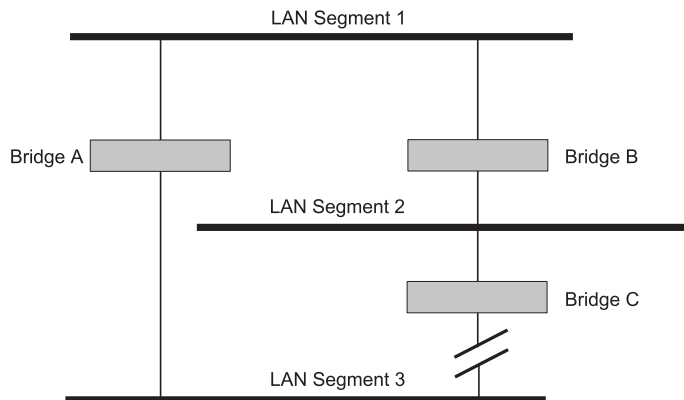 LAN Segment 1
Bridge A
Bridge B
LAN Segment 2
Bridge C
LAN Segment 3